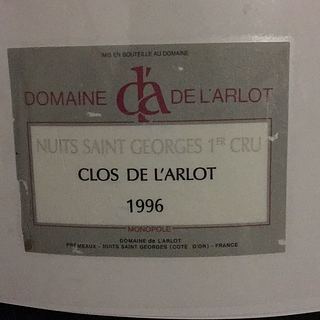 MIS EN BOUTEILLE AU DOMAINE
DOMAINE d'a DE L'ARLOT
NUITS SAINT GEORGES 1ER CRU
CLOS DE L'ARLOT
1996
MONOPOLE
DOMAINE de L'ARLOT
PREMEAUX - NUITS SAINT GEORGES (COTE D'OR) - FRANCE